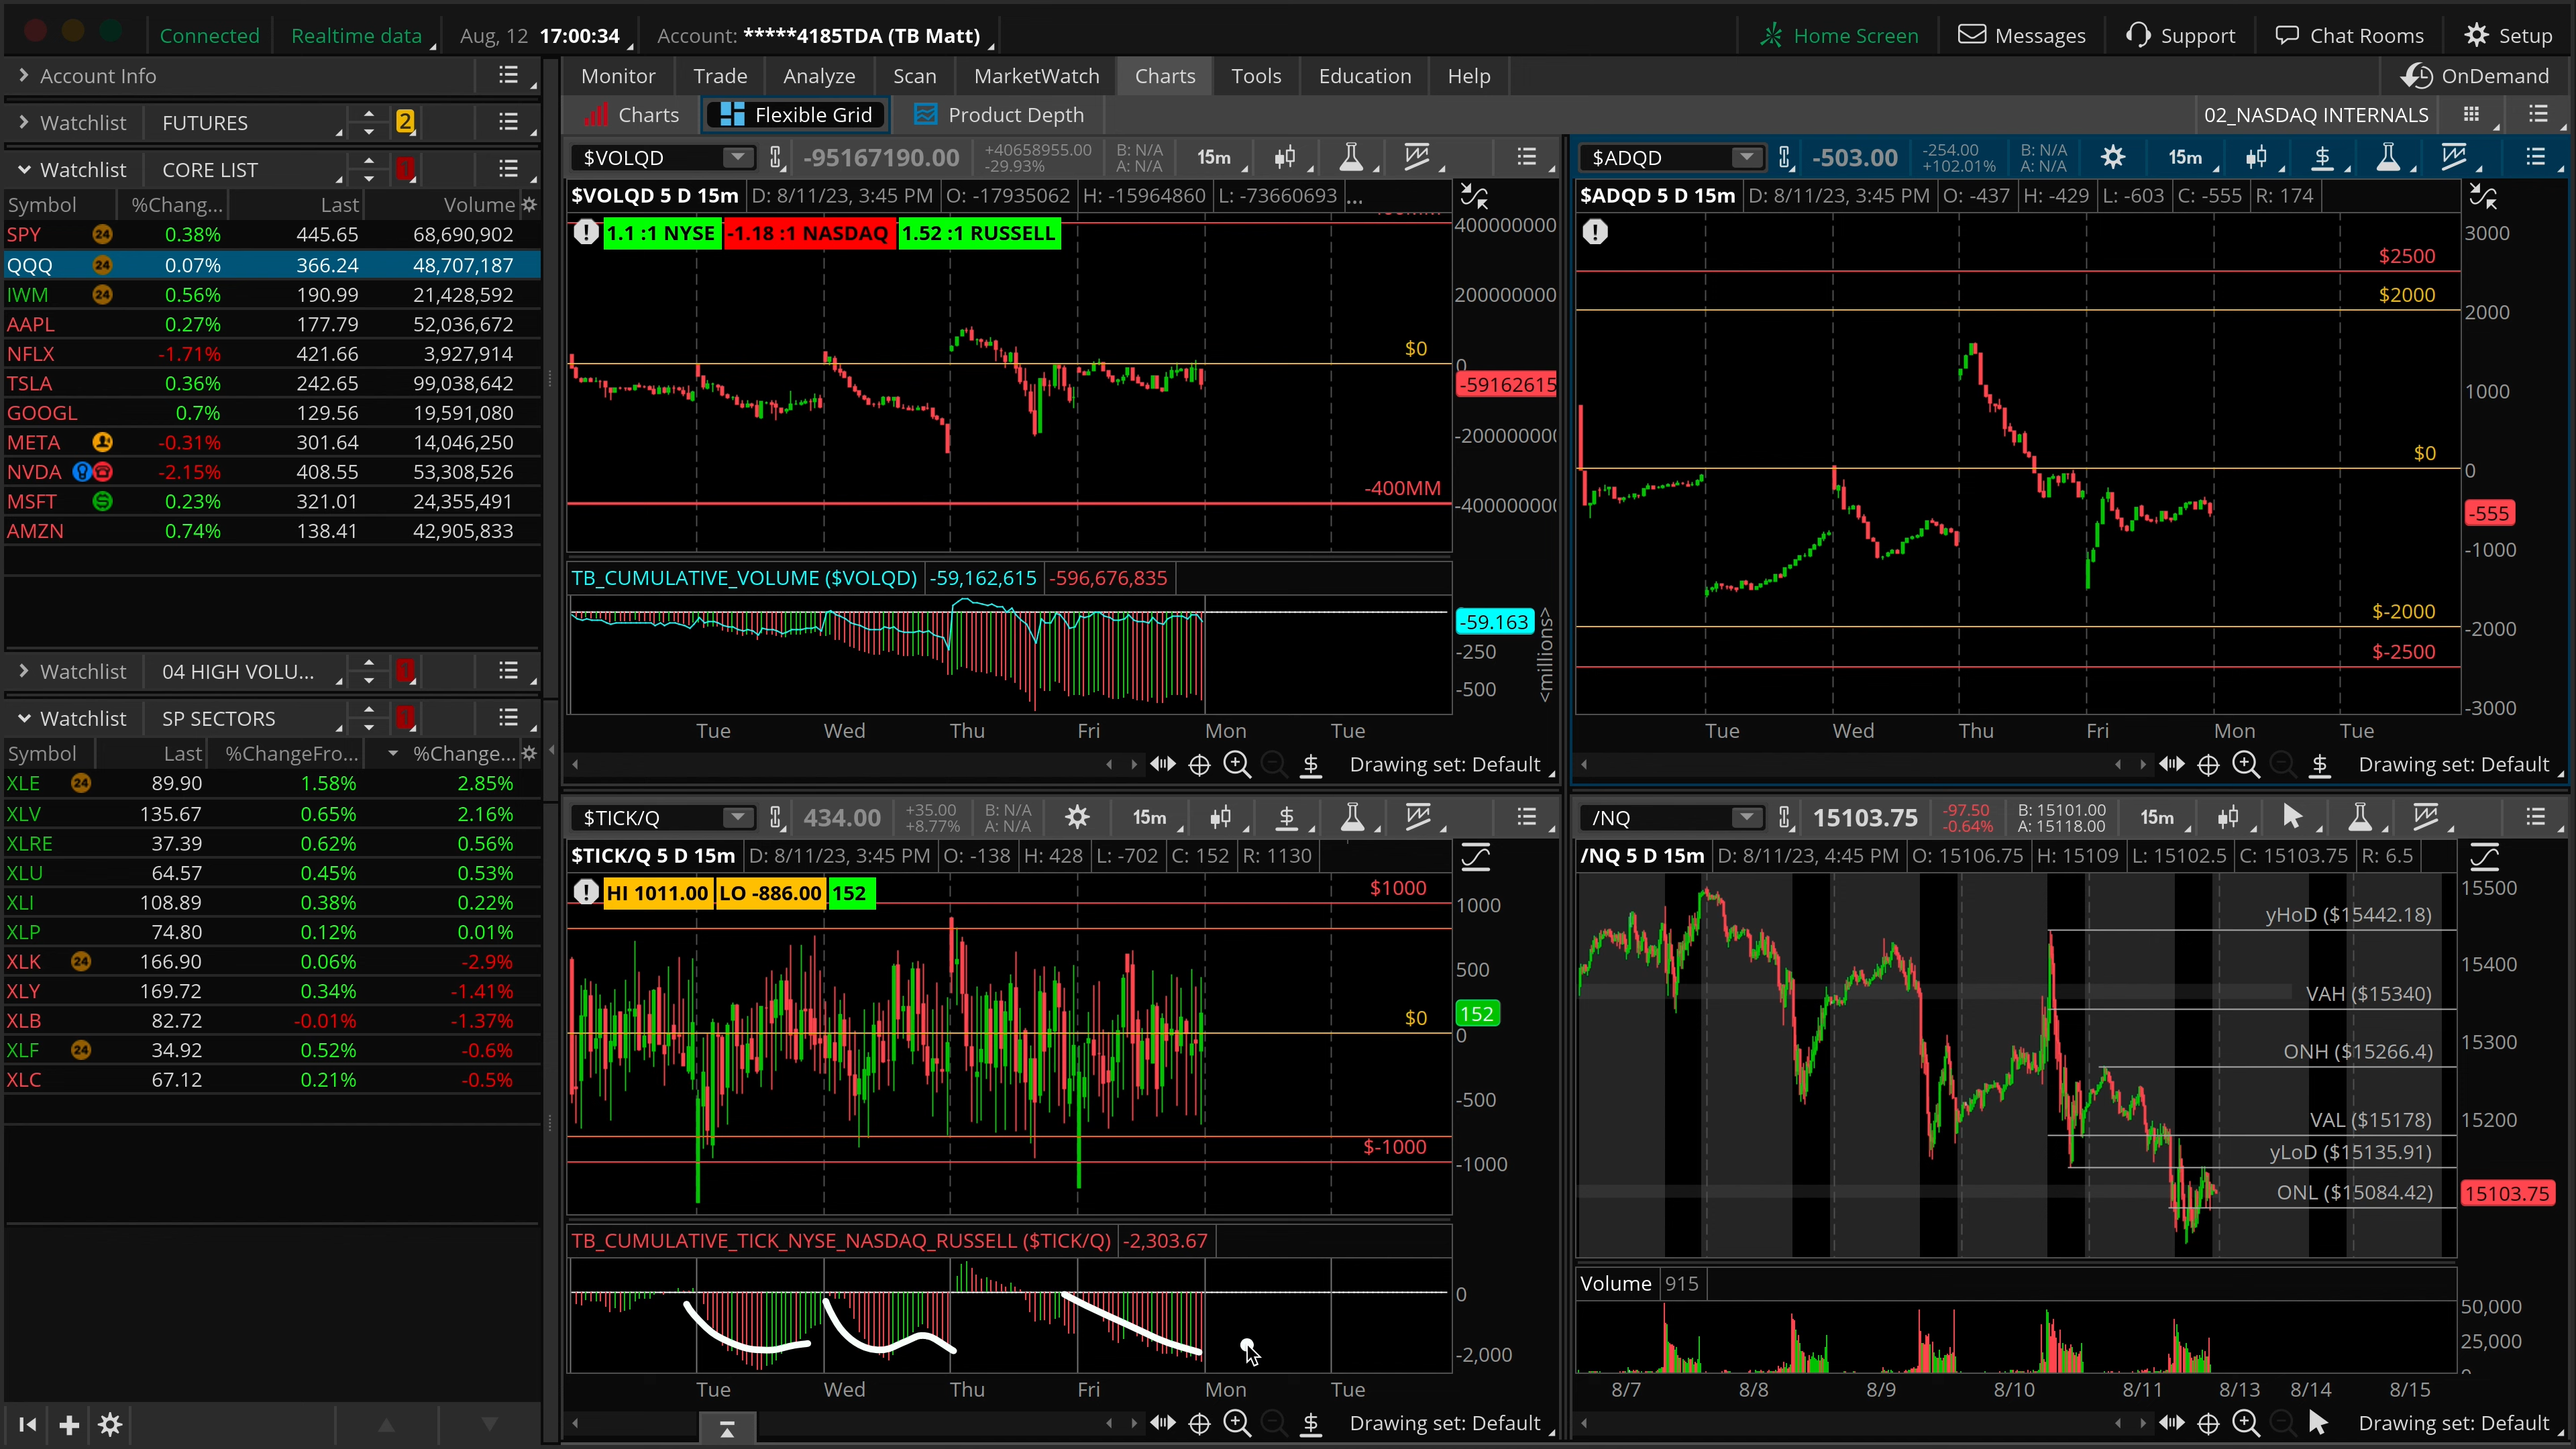 Connected Realtime data Aug, 12 17:00:34 Account: *****4185TDA (TB Matt) Home Screen Messages Support Chat Rooms Setup
Account Info
Monitor Trade Analyze Scan MarketWatch Charts Tools Education Help OnDemand
Charts Flexible Grid Product Depth 02_NASDAQ INTERNALS
Watchlist FUTURES 2
Watchlist CORE LIST
Symbol %Chang... Last Volume
SPY 24 0.38% 445.65 68,690,902
QQQ 24 0.07% 366.24 48,707,187
IWM 24 0.56% 190.99 21,428,592
AAPL 0.27% 177.79 52,036,672
NFLX -1.71% 421.66 3,927,914
TSLA 0.36% 242.65 99,038,642
GOOGL 0.7% 129.56 19,591,080
META -0.31% 301.64 14,046,250
NVDA -2.15% 408.55 53,308,526
MSFT 0.23% 321.01 24,355,491
AMZN 0.74% 138.41 42,905,833
Watchlist 04 HIGH VOLU...
Watchlist SP SECTORS
Symbol Last %ChangeFro... %Change...
XLE 24 89.90 1.58% 2.85%
XLV 135.67 0.65% 2.16%
XLRE 37.39 0.62% 0.56%
XLU 64.57 0.45% 0.53%
XLI 108.89 0.38% 0.22%
XLP 74.80 0.12% 0.01%
XLK 24 166.90 0.06% -2.9%
XLY 169.72 0.34% -1.41%
XLB 82.72 -0.01% -1.37%
XLF 24 34.92 0.52% -0.6%
XLC 67.12 0.21% -0.5%
$VOLQD -95167190.00 +40658955.00 -29.93% B: N/A A: N/A 15m
$VOLQD 5 D 15m D: 8/11/23, 3:45 PM O: -17935062 H: -15964860 L: -73660693 ...
1.1 :1 NYSE -1.18 :1 NASDAQ 1.52 :1 RUSSELL
400000000
200000000
$0
0
-59162615
-200000000
-400MM
-400000000
TB_CUMULATIVE_VOLUME ($VOLQD) -59,162,615 -596,676,835
-59.163
-250
-500
<millions>
Tue Wed Thu Fri Mon Tue
Drawing set: Default
$ADQD -503.00 -254.00 +102.01% B: N/A A: N/A 15m
$ADQD 5 D 15m D: 8/11/23, 3:45 PM O: -437 H: -429 L: -603 C: -555 R: 174
3000
$2500
$2000
2000
1000
$0
0
-555
-1000
$-2000
-2000
$-2500
-3000
Tue Wed Thu Fri Mon Tue
Drawing set: Default
$TICK/Q 434.00 +35.00 +8.77% B: N/A A: N/A 15m
$TICK/Q 5 D 15m D: 8/11/23, 3:45 PM O: -138 H: 428 L: -702 C: 152 R: 1130
HI 1011.00 LO -886.00 152
$1000
1000
500
152
$0
0
-500
$-1000
-1000
TB_CUMULATIVE_TICK_NYSE_NASDAQ_RUSSELL ($TICK/Q) -2,303.67
0
-2,000
Tue Wed Thu Fri Mon Tue
Drawing set: Default
/NQ 15103.75 -97.50 -0.64% B: 15101.00 A: 15118.00 15m
/NQ 5 D 15m D: 8/11/23, 4:45 PM O: 15106.75 H: 15109 L: 15102.5 C: 15103.75 R: 6.5
15500
yHoD ($15442.18)
15400
VAH ($15340)
15300
ONH ($15266.4)
VAL ($15178)
15200
yLoD ($15135.91)
ONL ($15084.42)
15103.75
Volume 915
50,000
25,000
8/7 8/8 8/9 8/10 8/11 8/13 8/14 8/15
Drawing set: Default